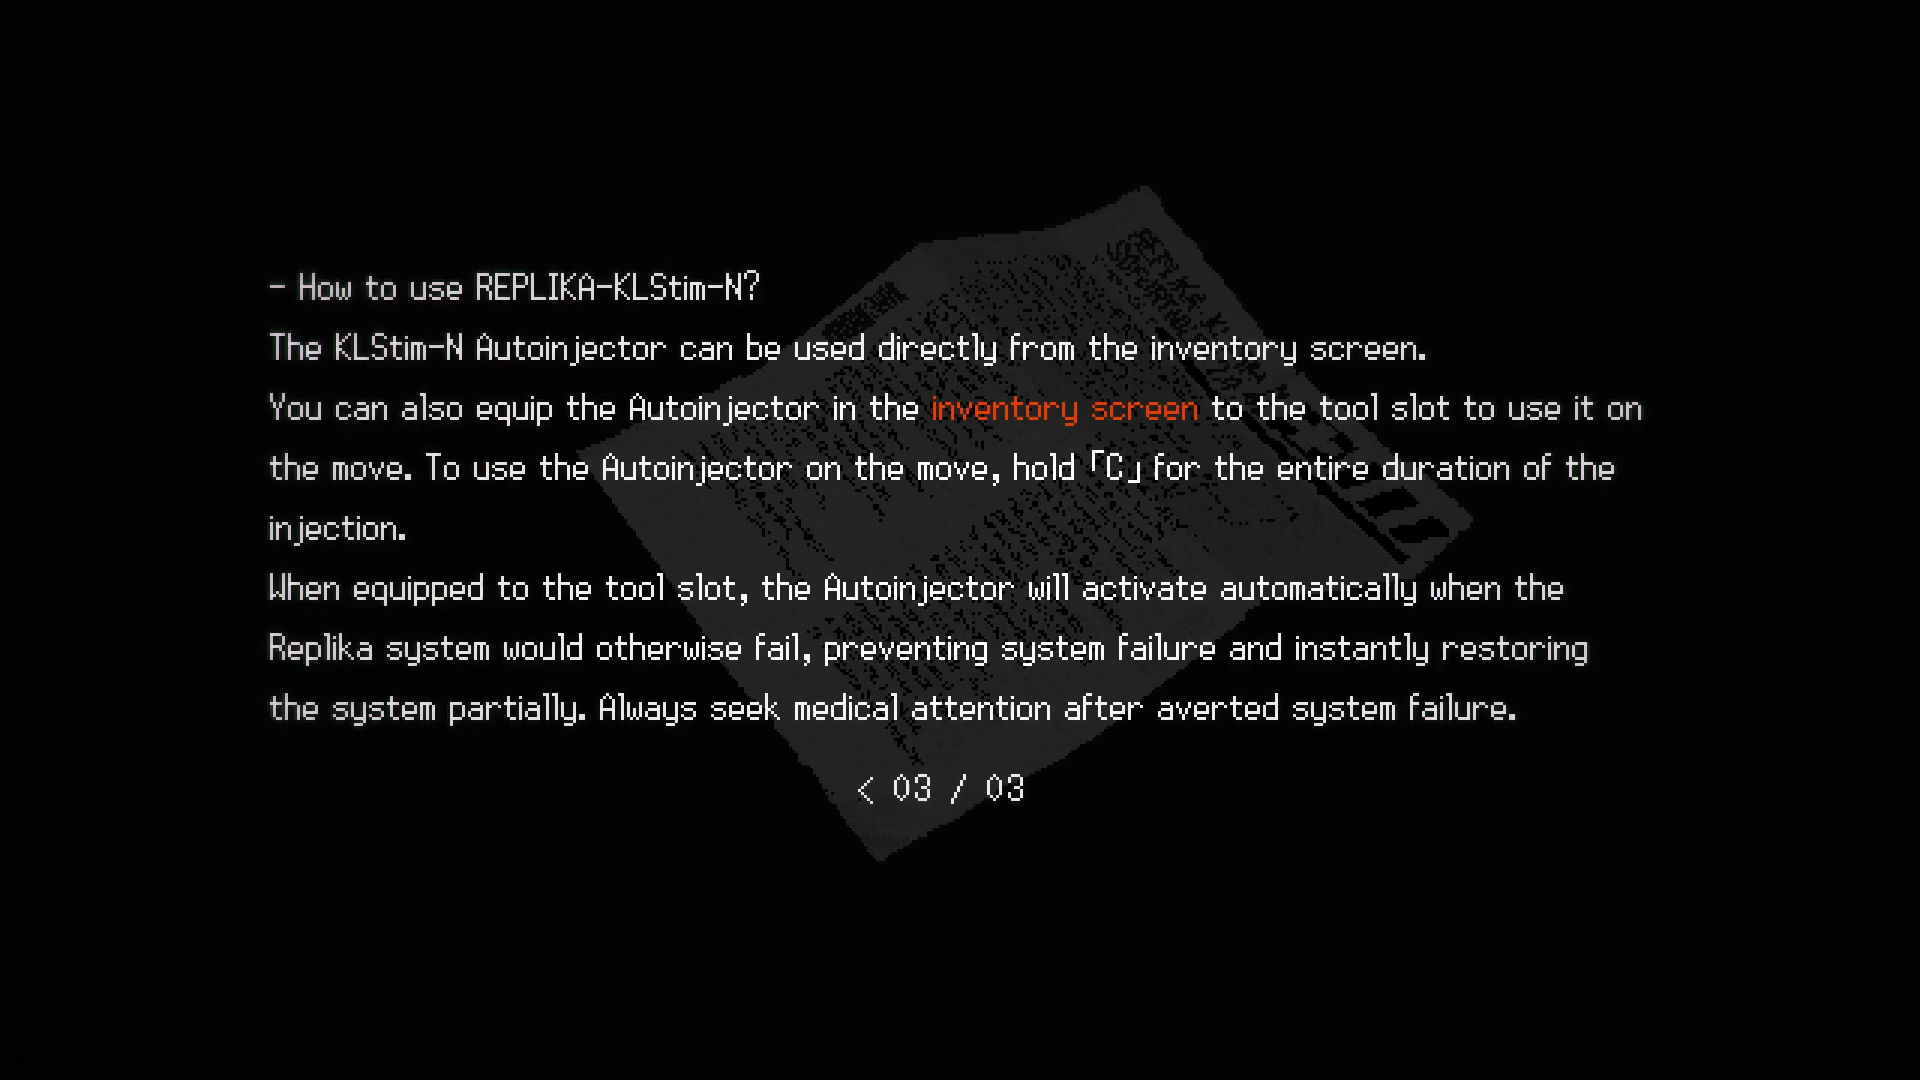 - How to use REPLIKA-KLStim-N?
The KLStim-N Autoinjector can be used directly from the inventory screen.
You can also equip the Autoinjector in the inventory screen to the tool slot to use it on
the move. To use the Autoinjector on the move, hold「C」for the entire duration of the
injection.
When equipped to the tool slot, the Autoinjector will activate automatically when the
Replika system would otherwise fail, preventing system failure and instantly restoring
the system partially. Always seek medical attention after averted system failure.
< 03 / 03